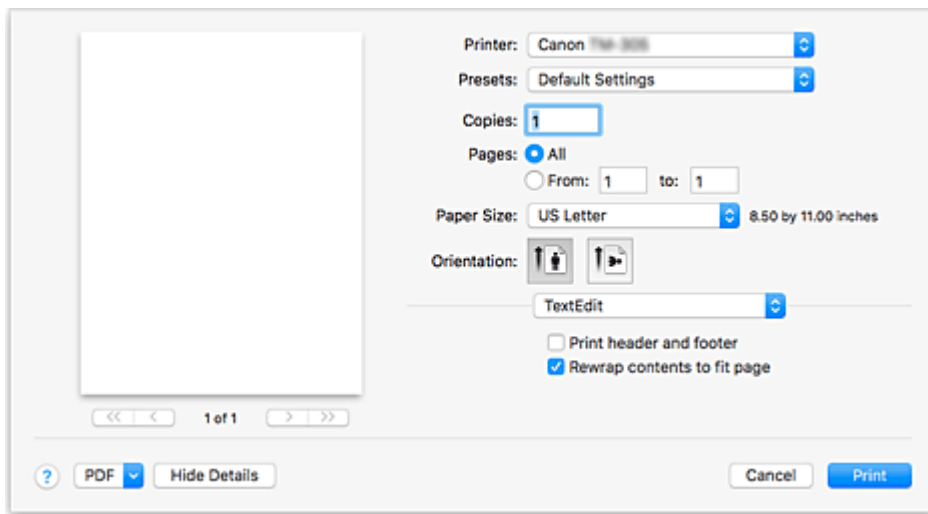 Printer: Canon
Presets: Default Settings
Copies: 1
Pages: All
From: 1 to: 1
Paper Size: US Letter 8.50 by 11.00 inches
Orientation:
TextEdit
Print header and footer
Rewrap contents to fit page
<< < 1 of 1 > >>
? PDF Hide Details Cancel Print